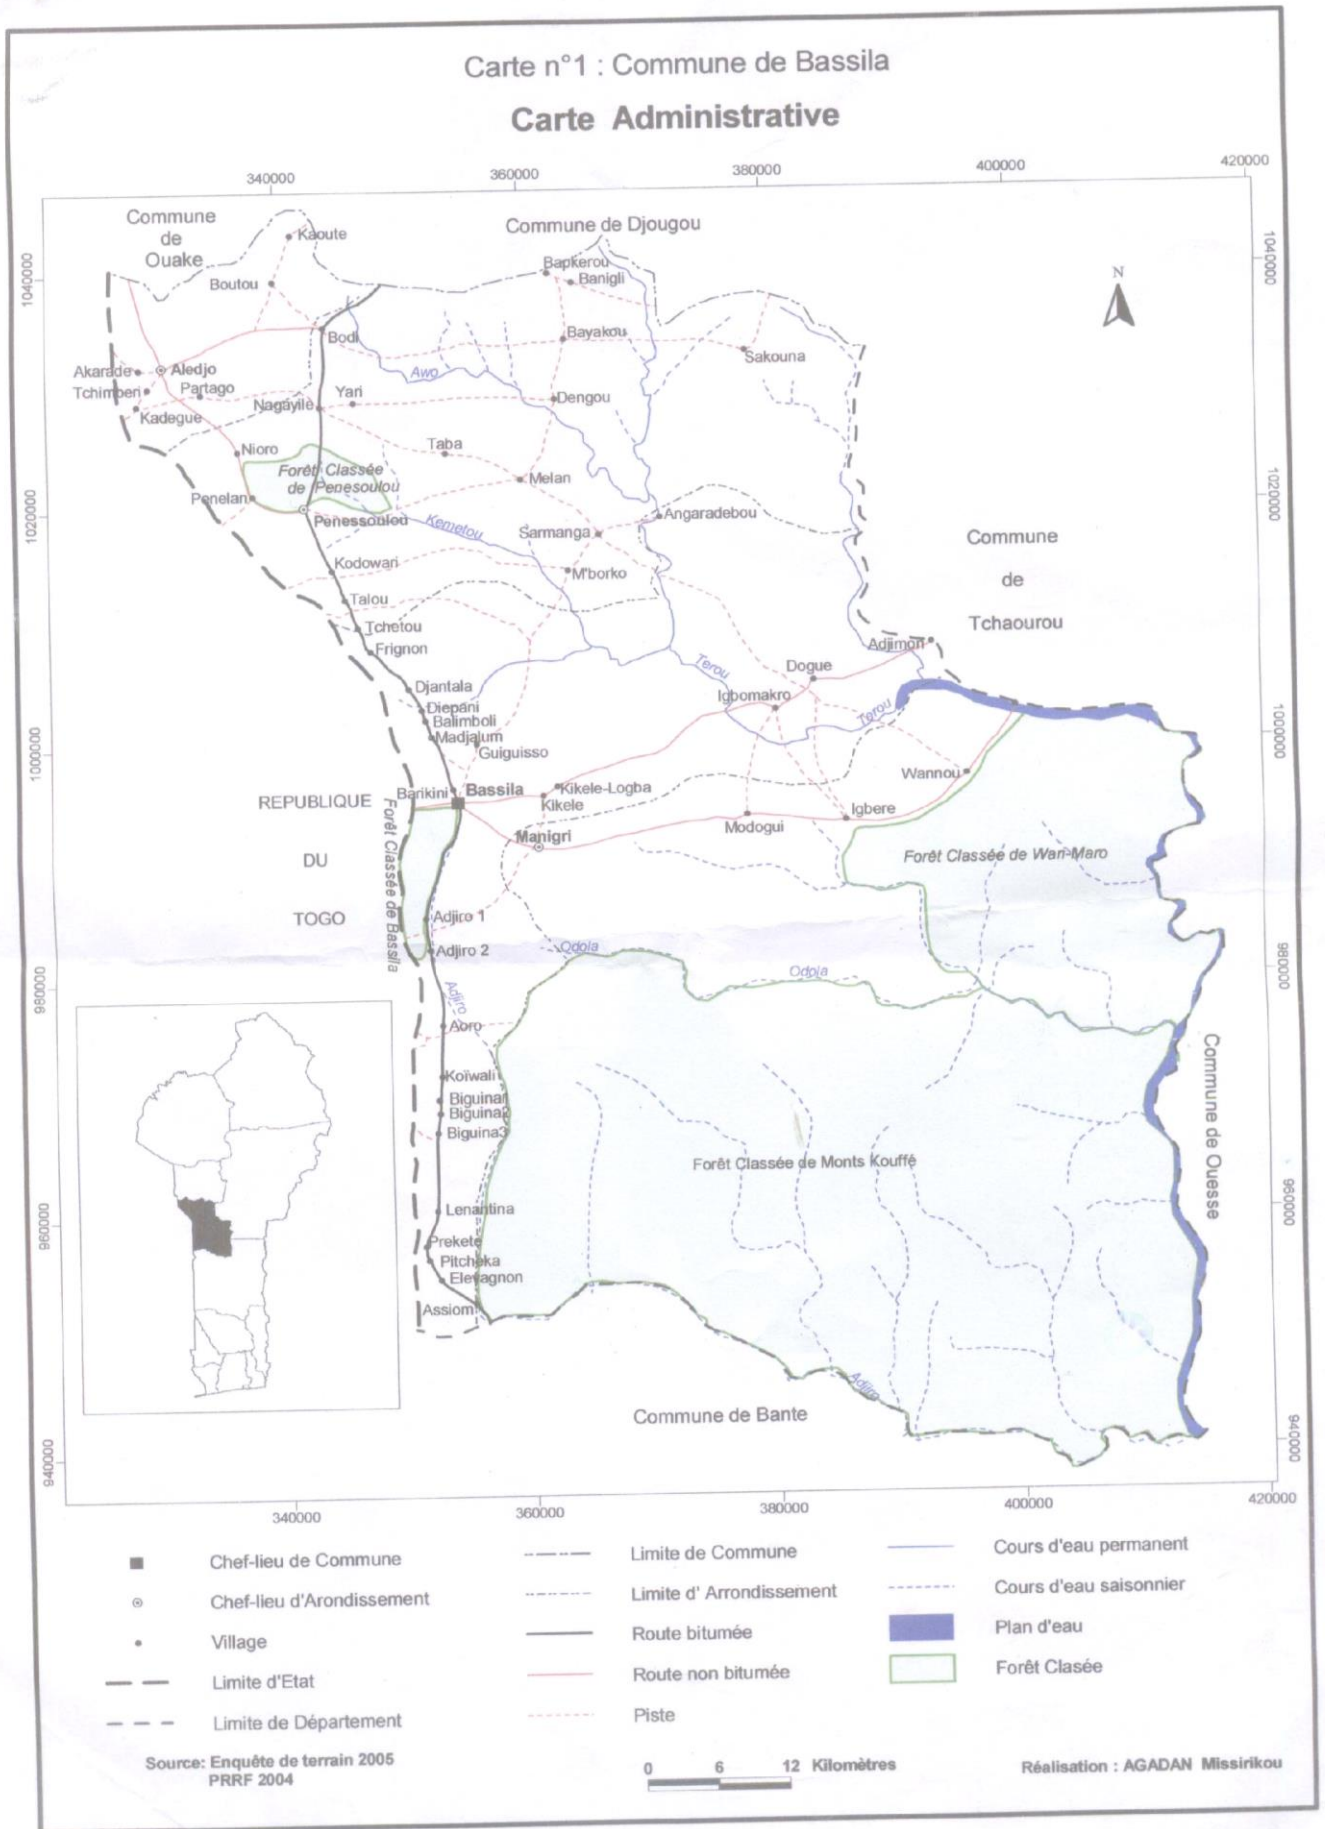 Carte n°1 : Commune de Bassila
Carte Administrative
340000
360000
380000
400000
420000
Commune
de
Ouake
Commune de Djougou
Kaoute
Boutou
Bapkerou
Banigli
1040000
1040000
N
Bodi
Bayakou
Sakouna
Akarade
Aledjo
Awo
Tchimberi
Partago
Yari
Nagayilè
Dengou
Kadegue
Nioro
Taba
Forêt Classée
de Penesoulou
Melan
Penelan
Penessoulou
Kemetou
Angaradebou
Sarmanga
1020000
1020000
Commune
de
Tchaourou
Kodowari
M'borko
Talou
Tchetou
Frignon
Adjimon
Terou
Dogue
Djantala
Igbomakro
Diepani
Balimboli
Terou
Madjalum
Guiguisso
1000000
1000000
Wannou
Barikini
Bassila
Kikele-Logba
Kikele
REPUBLIQUE
DU
TOGO
Igbere
Modogui
Manigri
Forêt Classée de Wari-Maro
Forêt Classée de Bassila
Adjiro 1
Adjiro 2
Odola
Odola
980000
980000
Adjiro
Aoro
Koïwali
Biguina1
Biguina2
Biguina3
Commune de Ouesse
Forêt Classée de Monts Kouffé
Lenantina
960000
960000
Prekete
Pitcheka
Elevagnon
Assiom
Adjiro
Commune de Bante
940000
940000
340000
360000
380000
400000
420000
Chef-lieu de Commune
Chef-lieu d'Arondissement
Village
Limite d'Etat
Limite de Département
Limite de Commune
Limite d' Arrondissement
Route bitumée
Route non bitumée
Piste
Cours d'eau permanent
Cours d'eau saisonnier
Plan d'eau
Forêt Clasée
Source: Enquête de terrain 2005
PRRF 2004
0 6 12 Kilomètres
Réalisation : AGADAN Missirikou